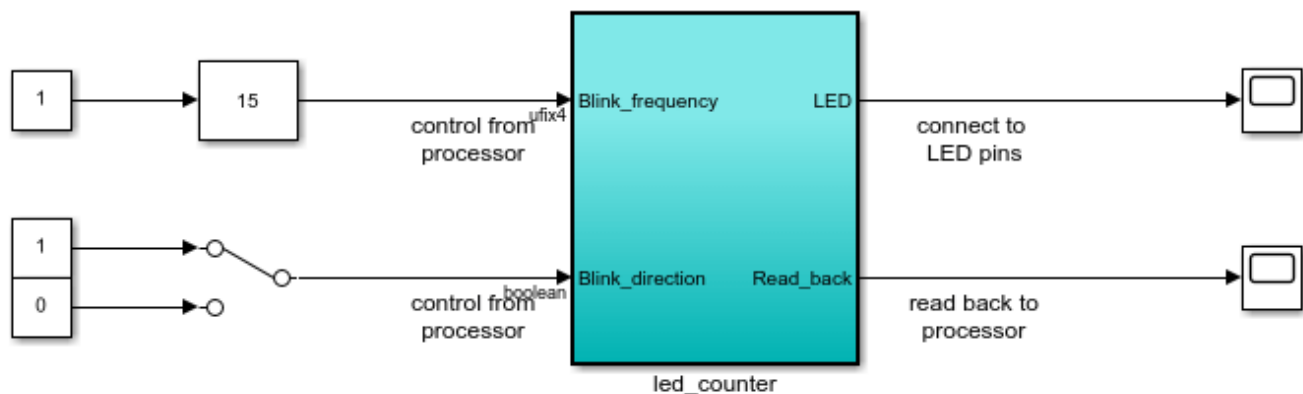 1
15
Blink_frequency
ufix4
LED
control from
processor
connect to
LED pins
1
0
Blink_direction
boolean
Read_back
control from
processor
read back to
processor
led_counter